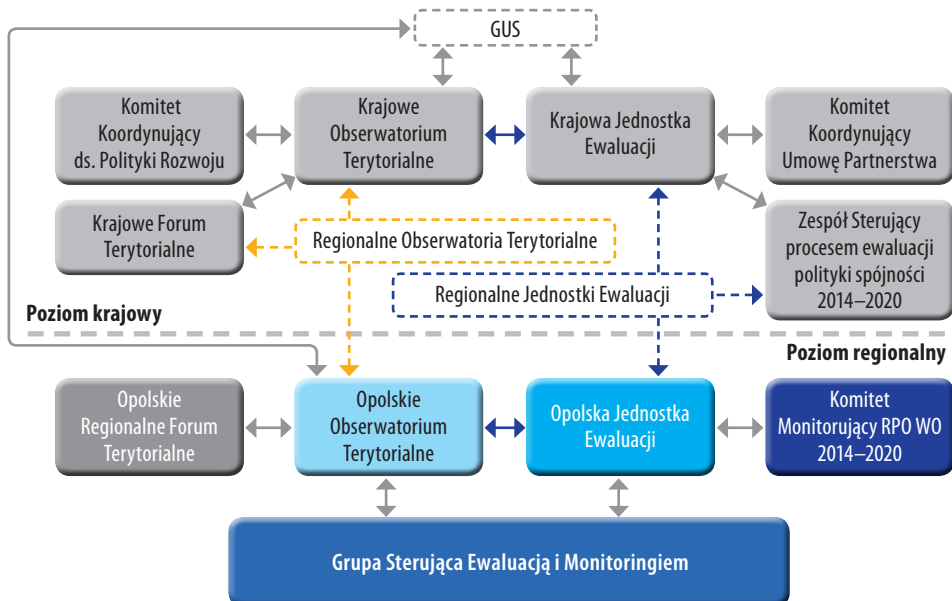 GUS
Komitet
Koordynujący
ds. Polityki Rozwoju
Krajowe
Obserwatorium
Terytorialne
Krajowa Jednostka
Ewaluacji
Komitet
Koordynujący
Umowę Partnerstwa
Krajowe Forum
Terytorialne
Regionalne Obserwatoria Terytorialne
Zespół Sterujący
procesem ewaluacji
polityki spójności
2014–2020
Regionalne Jednostki Ewaluacji
Poziom krajowy
Poziom regionalny
Opolskie
Regionalne Forum
Terytorialne
Opolskie
Obserwatorium
Terytorialne
Opolska Jednostka
Ewaluacji
Komitet
Monitorujący RPO WO
2014–2020
Grupa Sterująca Ewaluacją i Monitoringiem